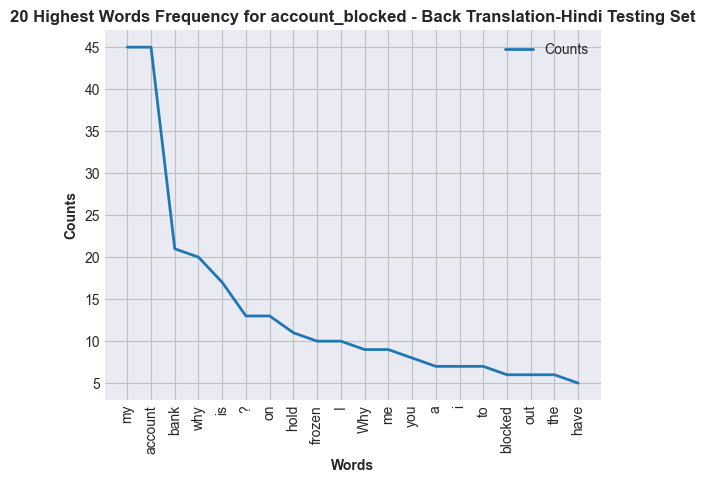 20 Highest Words Frequency for account_blocked - Back Translation-Hindi Testing Set
Counts
45
40
35
30
25
20
15
10
5
Counts
my
account
bank
why
is
?
on
hold
frozen
I
Why
me
you
a
i
to
blocked
out
the
have
Words